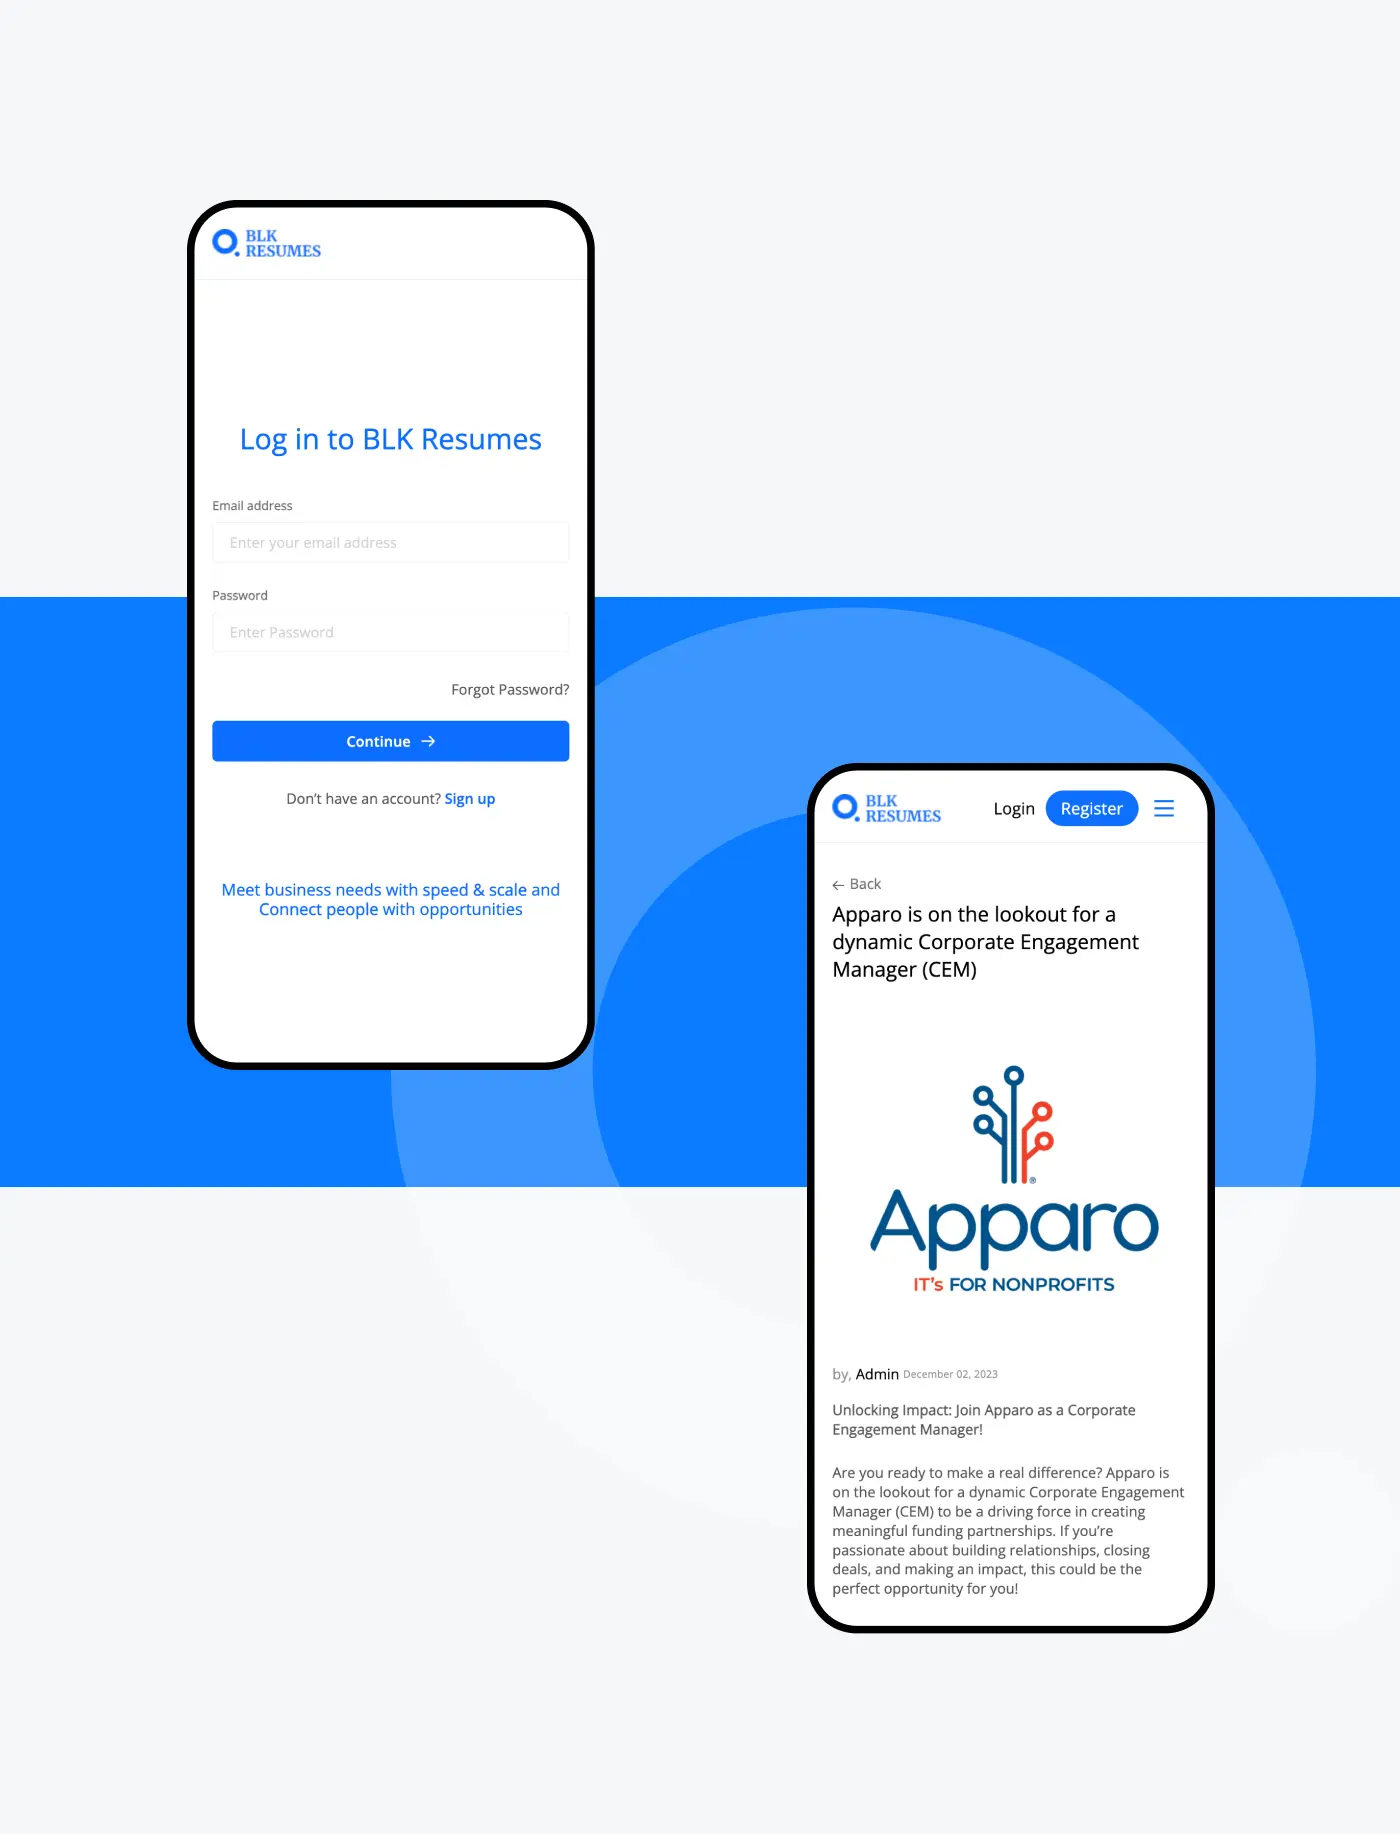 BLK
RESUMES
Log in to BLK Resumes
Email address
Enter your email address
Password
Enter Password
Forgot Password?
Continue →
Don’t have an account? Sign up
Meet business needs with speed & scale and
Connect people with opportunities
BLK
RESUMES
Login
Register
← Back
Apparo is on the lookout for a
dynamic Corporate Engagement
Manager (CEM)
®
Apparo
IT's FOR NONPROFITS
by, Admin December 02, 2023
Unlocking Impact: Join Apparo as a Corporate
Engagement Manager!
Are you ready to make a real difference? Apparo is
on the lookout for a dynamic Corporate Engagement
Manager (CEM) to be a driving force in creating
meaningful funding partnerships. If you’re
passionate about building relationships, closing
deals, and making an impact, this could be the
perfect opportunity for you!